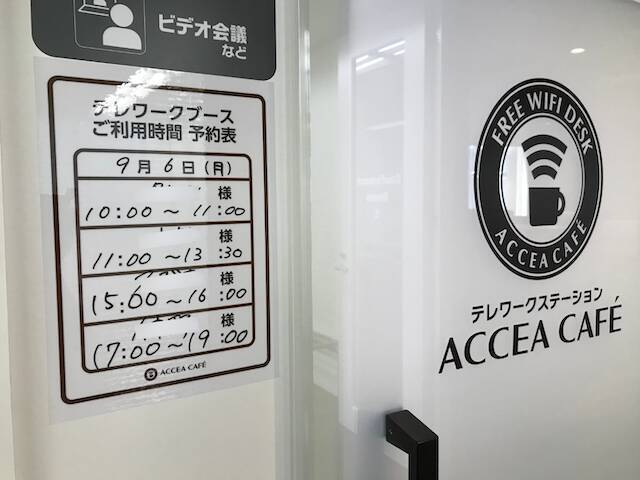 ビデオ会議
など
テレワークブース
ご利用時間 予約表
9月6日(月)
様
10:00～11:00
様
11:00～13:30
様
15:00～16:00
様
17:00～19:00
ACCEA CAFÉ
FREE WIFI DESK
ACCEA CAFÉ
テレワークステーション
ACCEA CAFÉ